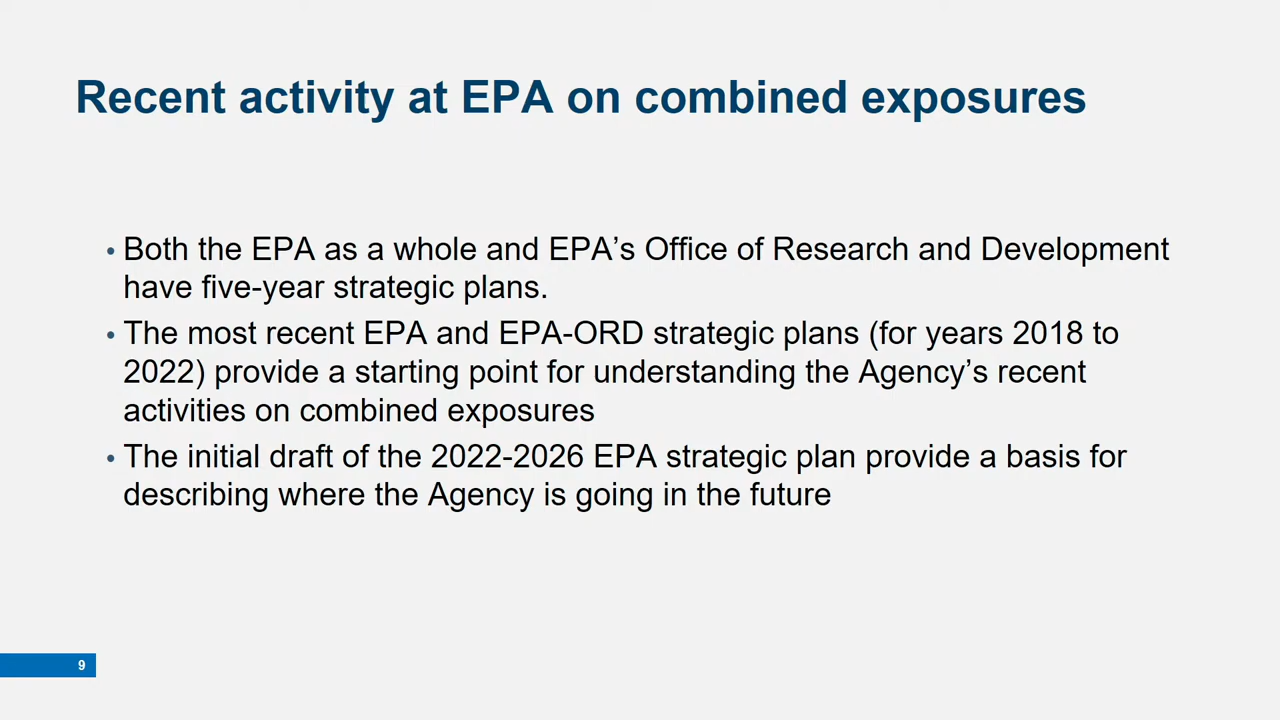 Recent activity at EPA on combined exposures
• Both the EPA as a whole and EPA’s Office of Research and Development
have five-year strategic plans.
• The most recent EPA and EPA-ORD strategic plans (for years 2018 to
2022) provide a starting point for understanding the Agency’s recent
activities on combined exposures
• The initial draft of the 2022-2026 EPA strategic plan provide a basis for
describing where the Agency is going in the future
9